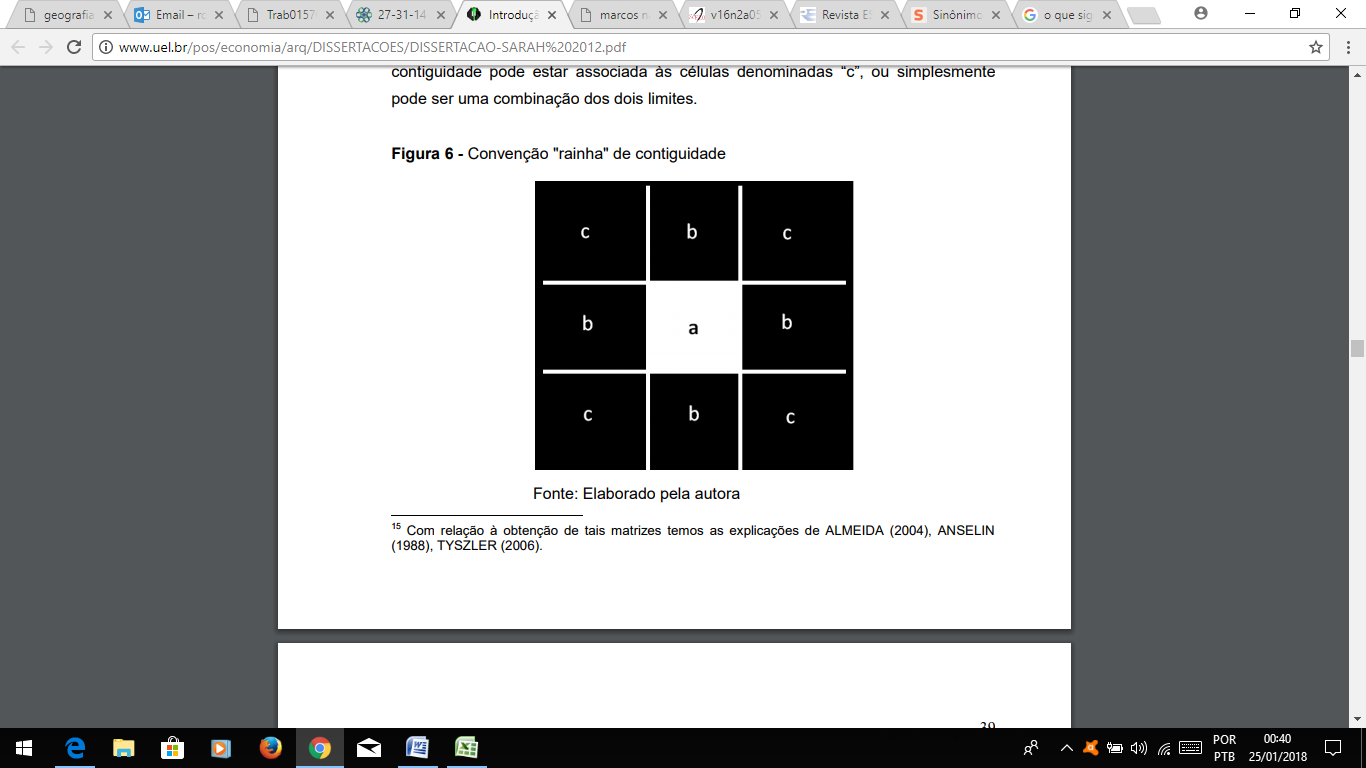 geografia
Email – ro
Trab0157
27-31-14
Introduçã
marcos n
v16n2a05
Revista ES
Sinônimo
o que sig
www.uel.br/pos/economia/arq/DISSERTACOES/DISSERTACAO-SARAH%202012.pdf
contiguidade pode estar associada às células denominadas “c”, ou simplesmente
pode ser uma combinação dos dois limites.
Figura 6 - Convenção "rainha" de contiguidade
c b c
b a b
c b c
Fonte: Elaborado pela autora
15 Com relação à obtenção de tais matrizes temos as explicações de ALMEIDA (2004), ANSELIN
(1988), TYSZLER (2006).
POR 00:40
PTB 25/01/2018